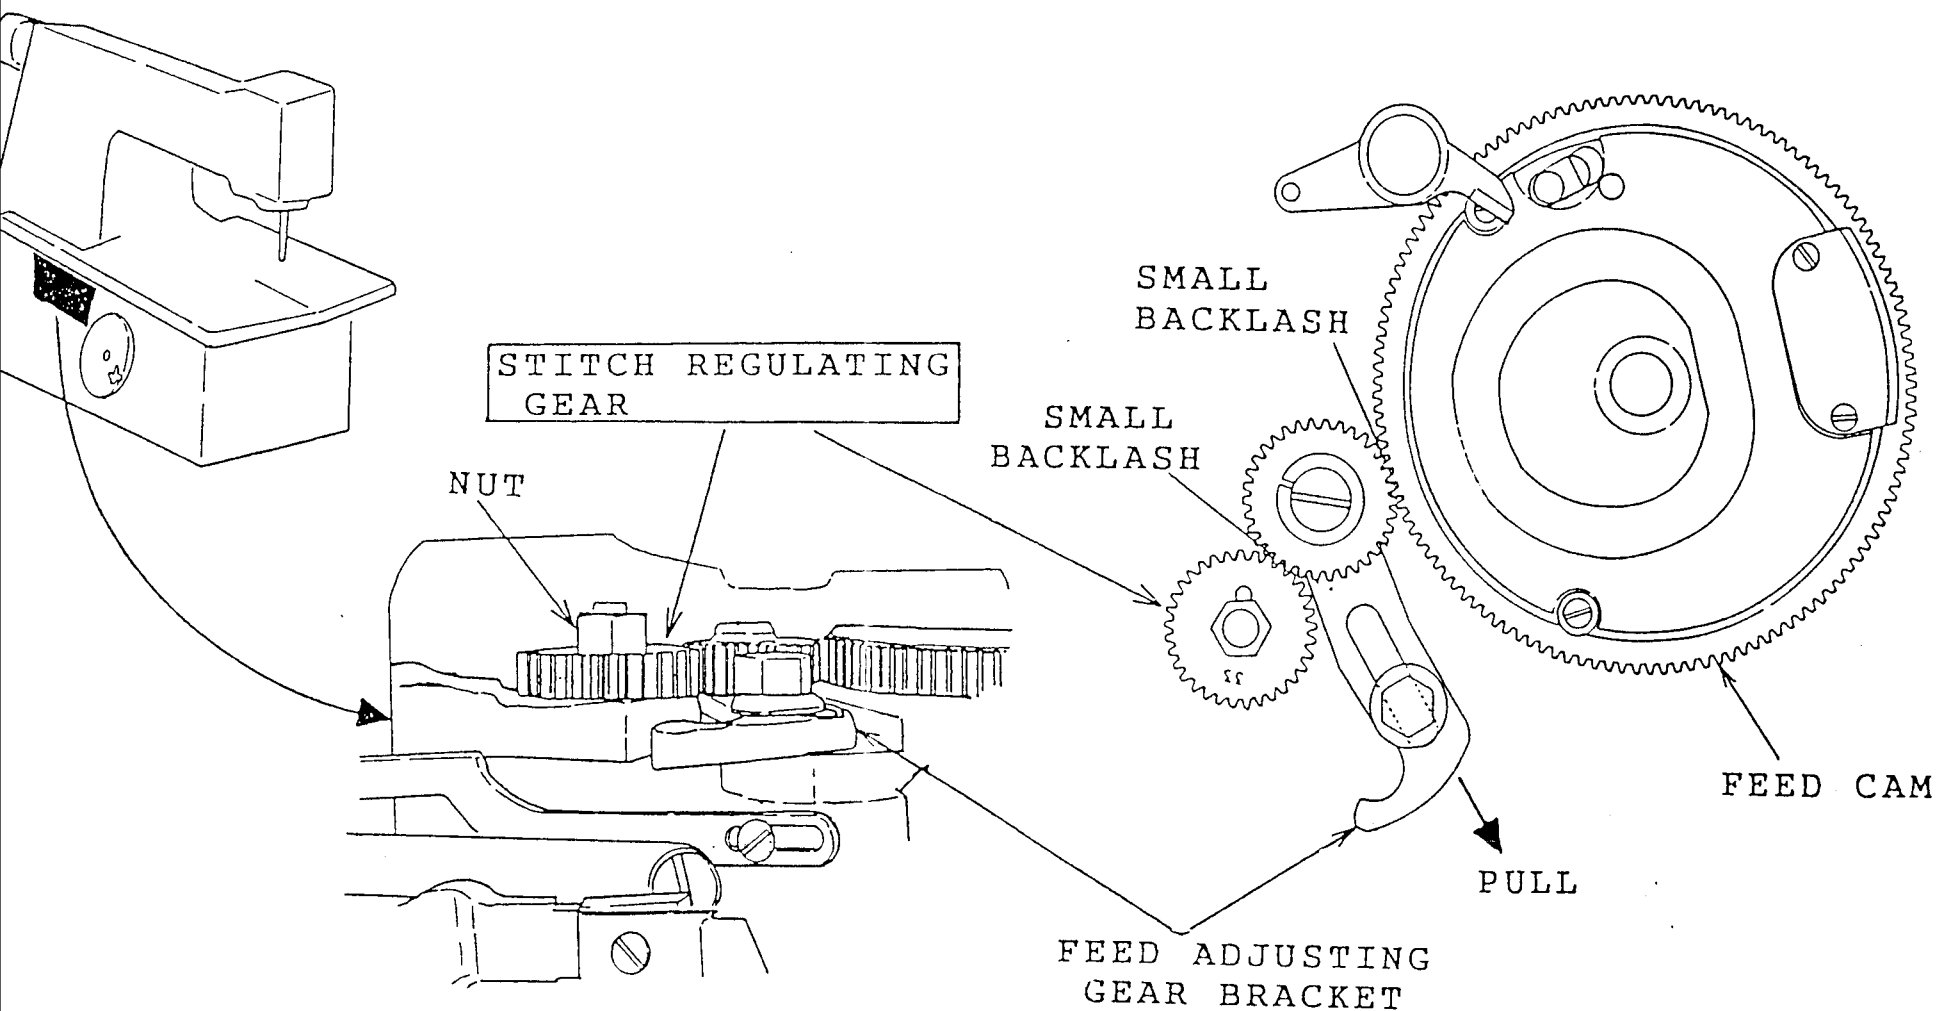 SMALL
BACKLASH
STITCH REGULATING
GEAR
SMALL
BACKLASH
NUT
FEED CAM
PULL
FEED ADJUSTING
GEAR BRACKET